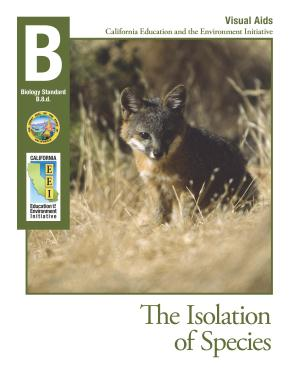 Visual Aids
California Education and the Environment Initiative
B
Biology Standard
B.8.d.
CALIFORNIA
E
E
I
Education and the
Environment
Initiative
The Isolation
of Species